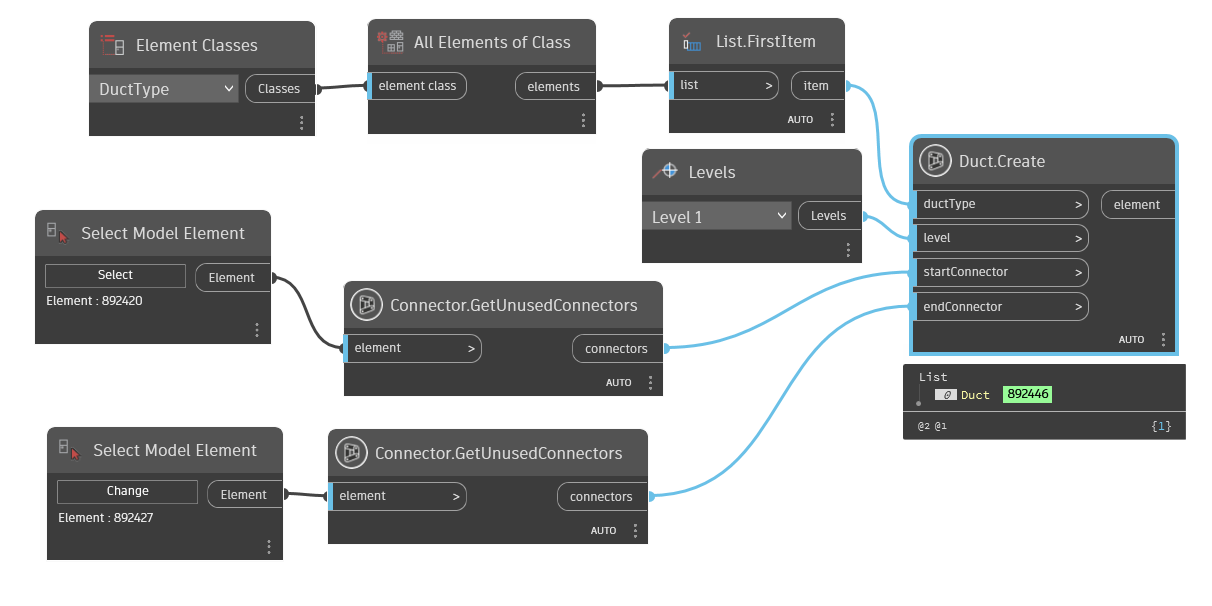 Element Classes
DuctType
Classes
All Elements of Class
element class
elements
List.FirstItem
list >
item
AUTO
Levels
Level 1
Levels
Select Model Element
Select
Element
Element : 892420
Connector.GetUnusedConnectors
element >
connectors
AUTO
Select Model Element
Change
Element
Element : 892427
Connector.GetUnusedConnectors
element >
connectors
AUTO
Duct.Create
ductType >
element
level >
startConnector >
endConnector >
AUTO
List
0 Duct 892446
@2 @1
{1}